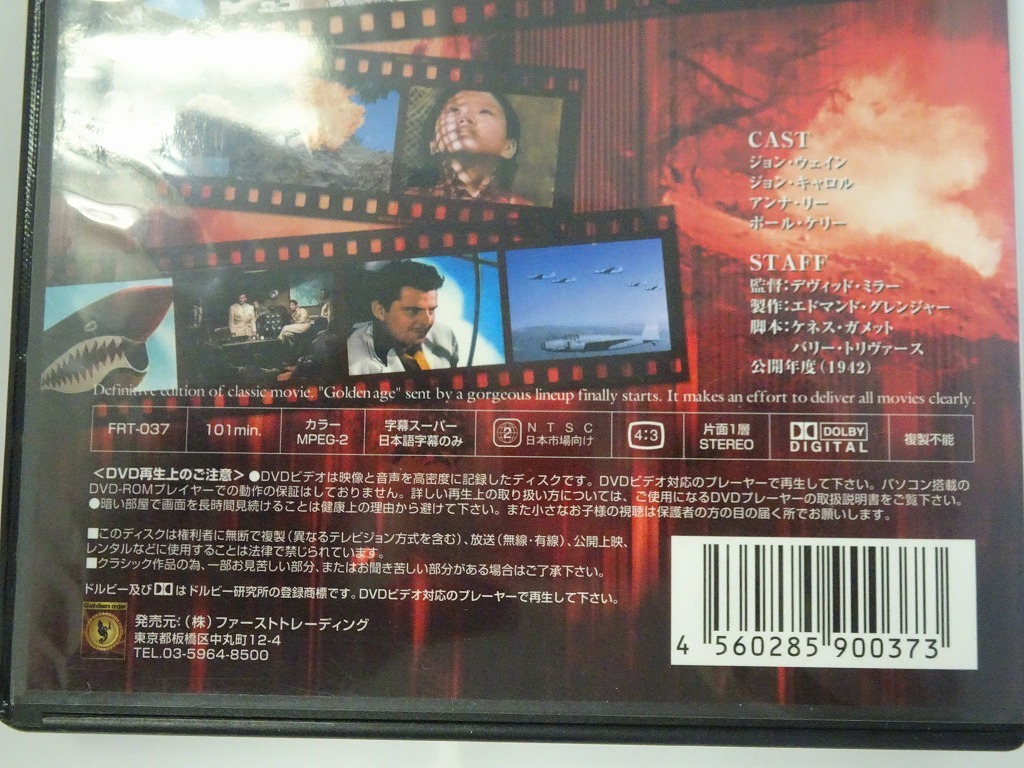 CAST
ジョン・ウェイン
ジョン・キャロル
アンナ・リー
ポール・ケリー
STAFF
監督:デヴィッド・ミラー
製作:エドマンド・グレンジャー
脚本:ケネス・ガメット
バリー・トリヴァース
公開年度(1942)
Definitive edition of classic movie. "Golden age" sent by a gorgeous lineup finally starts. It makes an effort to deliver all movies clearly.
FRT-037
101min.
カラー
MPEG-2
字幕スーパー
日本語字幕のみ
2
NTSC
日本市場向け
4:3
片面1層
STEREO
DOLBY
DIGITAL
複製不能
<DVD再生上のご注意> ●DVDビデオは映像と音声を高密度に記録したディスクです。DVDビデオ対応のプレーヤーで再生して下さい。パソコン搭載の
DVD-ROMプレイヤーでの動作の保証はしておりません。詳しい再生上の取り扱い方については、ご使用になるDVDプレーヤーの取扱説明書をご覧下さい。
●暗い部屋で画面を長時間見続けることは健康上の理由から避けて下さい。また小さなお子様の視聴は保護者の方の目の届く所でお願いします。
■このディスクは権利者に無断で複製(異なるテレビジョン方式を含む)、放送(無線・有線)、公開上映、
レンタルなどに使用することは法律で禁じられています。
■クラシック作品の為、一部お見苦しい部分、またはお聞き苦しい部分がある場合はご了承下さい。
ドルビー及びはドルビー研究所の登録商標です。DVDビデオ対応のプレーヤーで再生して下さい。
Golden age
発売元:(株)ファーストトレーディング
東京都板橋区中丸町12-4
TEL.03-5964-8500
4 560285 900373